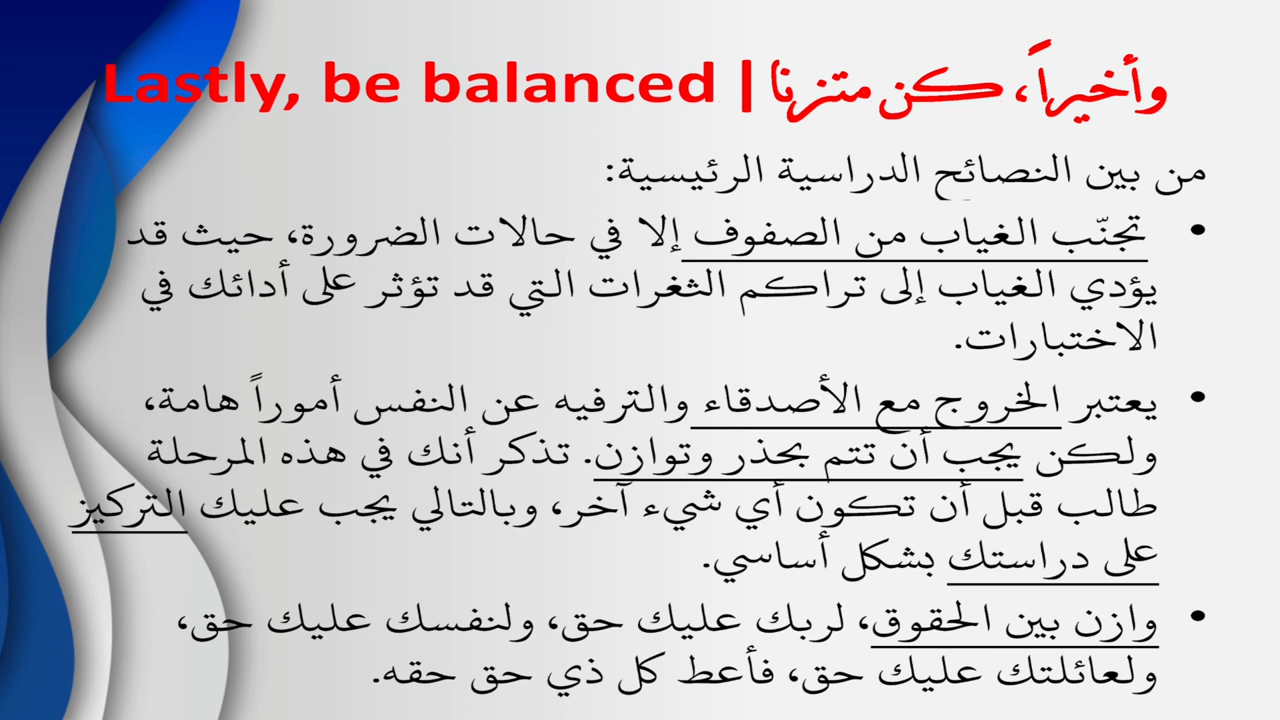 وأخيراً، كن متزنا | Lastly, be balanced
من بين النصائح الدراسية الرئيسية:
• تجنّب الغياب من الصفوف إلا في حالات الضرورة، حيث قد
يؤدي الغياب إلى تراكم الثغرات التي قد تؤثر على أدائك في
الاختبارات.
• يعتبر الخروج مع الأصدقاء والترفيه عن النفس أموراً هامة،
ولكن يجب أن تتم بحذر وتوازن. تذكر أنك في هذه المرحلة
طالب قبل أن تكون أي شيء آخر، وبالتالي يجب عليك التركيز
على دراستك بشكل أساسي.
• وازن بين الحقوق، لربك عليك حق، ولنفسك عليك حق،
ولعائلتك عليك حق، فأعط كل ذي حق حقه.